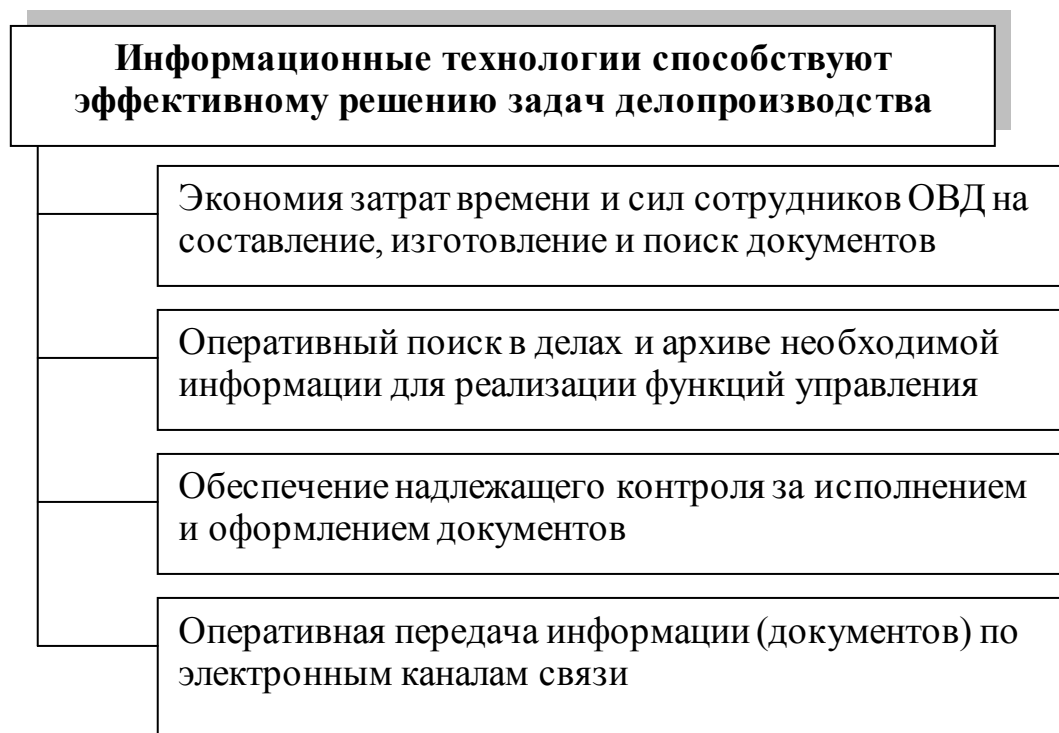 Информационные технологии способствуют
эффективному решению задач делопроизводства
Экономия затрат времени и сил сотрудников ОВД на
составление, изготовление и поиск документов
Оперативный поиск в делах и архиве необходимой
информации для реализации функций управления
Обеспечение надлежащего контроля за исполнением
и оформлением документов
Оперативная передача информации (документов) по
электронным каналам связи